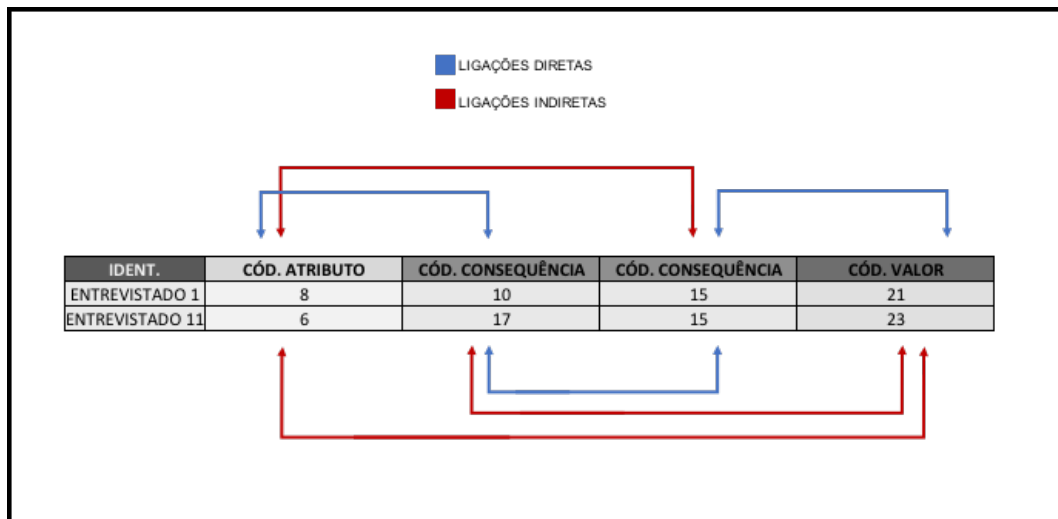 LIGAÇÕES DIRETAS
LIGAÇÕES INDIRETAS
IDENT. CÓD. ATRIBUTO CÓD. CONSEQUÊNCIA CÓD. CONSEQUÊNCIA CÓD. VALOR
ENTREVISTADO 1 8 10 15 21
ENTREVISTADO 11 6 17 15 23